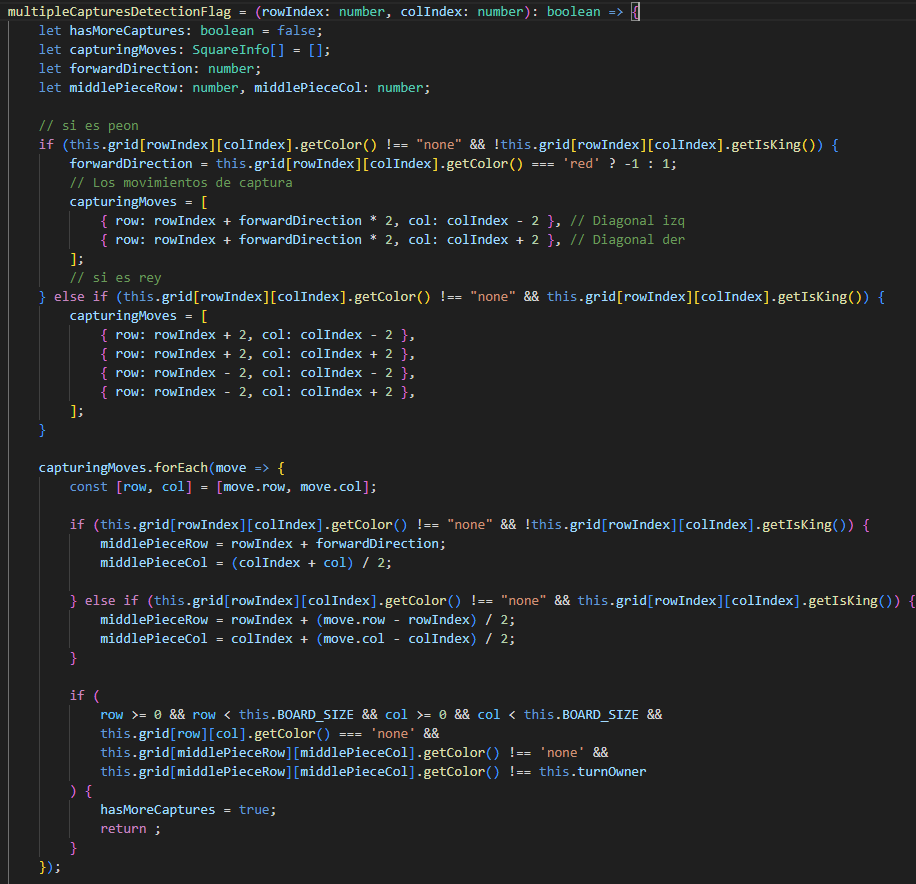 multipleCapturesDetectionFlag = (rowIndex: number, colIndex: number): boolean => {
let hasMoreCaptures: boolean = false;
let capturingMoves: SquareInfo[] = [];
let forwardDirection: number;
let middlePieceRow: number, middlePieceCol: number;
// si es peon
if (this.grid[rowIndex][colIndex].getColor() !== "none" && !this.grid[rowIndex][colIndex].getIsKing()) {
forwardDirection = this.grid[rowIndex][colIndex].getColor() === 'red' ? -1 : 1;
// Los movimientos de captura
capturingMoves = [
{ row: rowIndex + forwardDirection * 2, col: colIndex - 2 }, // Diagonal izq
{ row: rowIndex + forwardDirection * 2, col: colIndex + 2 }, // Diagonal der
];
// si es rey
} else if (this.grid[rowIndex][colIndex].getColor() !== "none" && this.grid[rowIndex][colIndex].getIsKing()) {
capturingMoves = [
{ row: rowIndex + 2, col: colIndex - 2 },
{ row: rowIndex + 2, col: colIndex + 2 },
{ row: rowIndex - 2, col: colIndex - 2 },
{ row: rowIndex - 2, col: colIndex + 2 },
];
}
capturingMoves.forEach(move => {
const [row, col] = [move.row, move.col];
if (this.grid[rowIndex][colIndex].getColor() !== "none" && !this.grid[rowIndex][colIndex].getIsKing()) {
middlePieceRow = rowIndex + forwardDirection;
middlePieceCol = (colIndex + col) / 2;
} else if (this.grid[rowIndex][colIndex].getColor() !== "none" && this.grid[rowIndex][colIndex].getIsKing()) {
middlePieceRow = rowIndex + (move.row - rowIndex) / 2;
middlePieceCol = colIndex + (move.col - colIndex) / 2;
}
if (
row >= 0 && row < this.BOARD_SIZE && col >= 0 && col < this.BOARD_SIZE &&
this.grid[row][col].getColor() === 'none' &&
this.grid[middlePieceRow][middlePieceCol].getColor() !== 'none' &&
this.grid[middlePieceRow][middlePieceCol].getColor() !== this.turnOwner
) {
hasMoreCaptures = true;
return ;
}
});